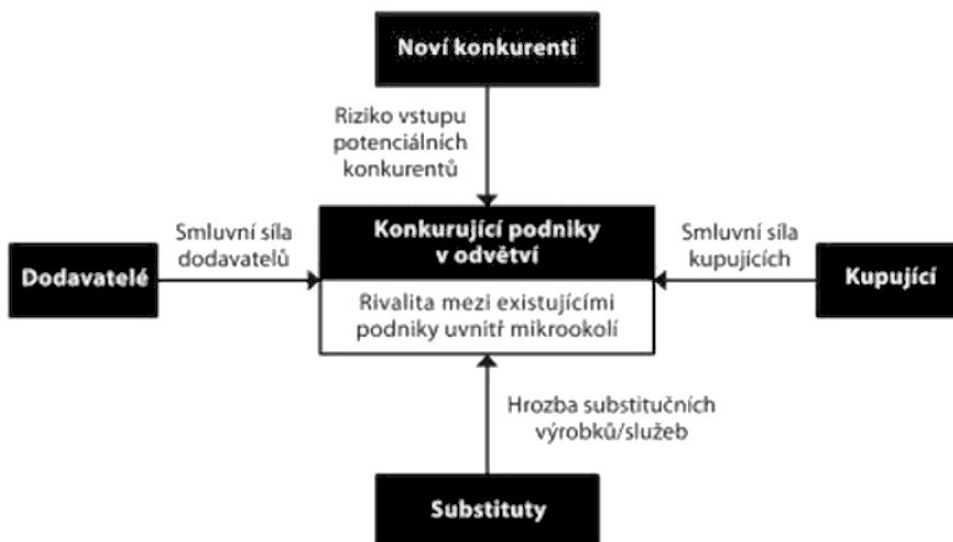 Noví konkurenti
Riziko vstupu
potenciálních
konkurentů
Smluvní síla
dodavatelů
Konkurující podniky
v odvětví
Smluvní síla
kupujících
Dodavatelé
Kupující
Rivalita mezi existujícími
podniky uvnitř mikrookolí
Hrozba substitučních
výrobků/služeb
Substituty